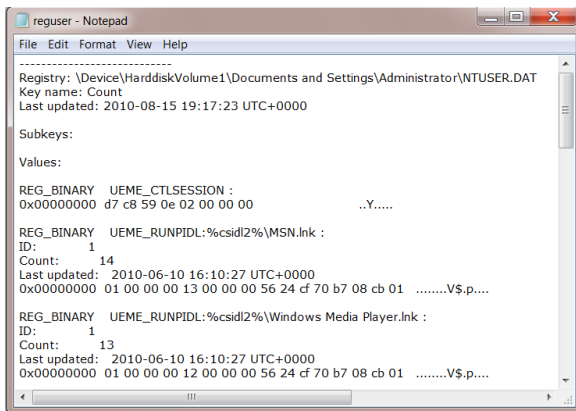 reguser - Notepad
File Edit Format View Help
----------------------------
Registry: \Device\HarddiskVolume1\Documents and Settings\Administrator\NTUSER.DAT
Key name: Count
Last updated: 2010-08-15 19:17:23 UTC+0000
Subkeys:
Values:
REG_BINARY UEME_CTLSESSION :
0x00000000 d7 c8 59 0e 02 00 00 00 ..Y.....
REG_BINARY UEME_RUNPIDL:%csidl2%\MSN.lnk :
ID: 1
Count: 14
Last updated: 2010-06-10 16:10:27 UTC+0000
0x00000000 01 00 00 00 13 00 00 00 56 24 cf 70 b7 08 cb 01 ........V$.p....
REG_BINARY UEME_RUNPIDL:%csidl2%\Windows Media Player.lnk :
ID: 1
Count: 13
Last updated: 2010-06-10 16:10:27 UTC+0000
0x00000000 01 00 00 00 12 00 00 00 56 24 cf 70 b7 08 cb 01 ........V$.p....